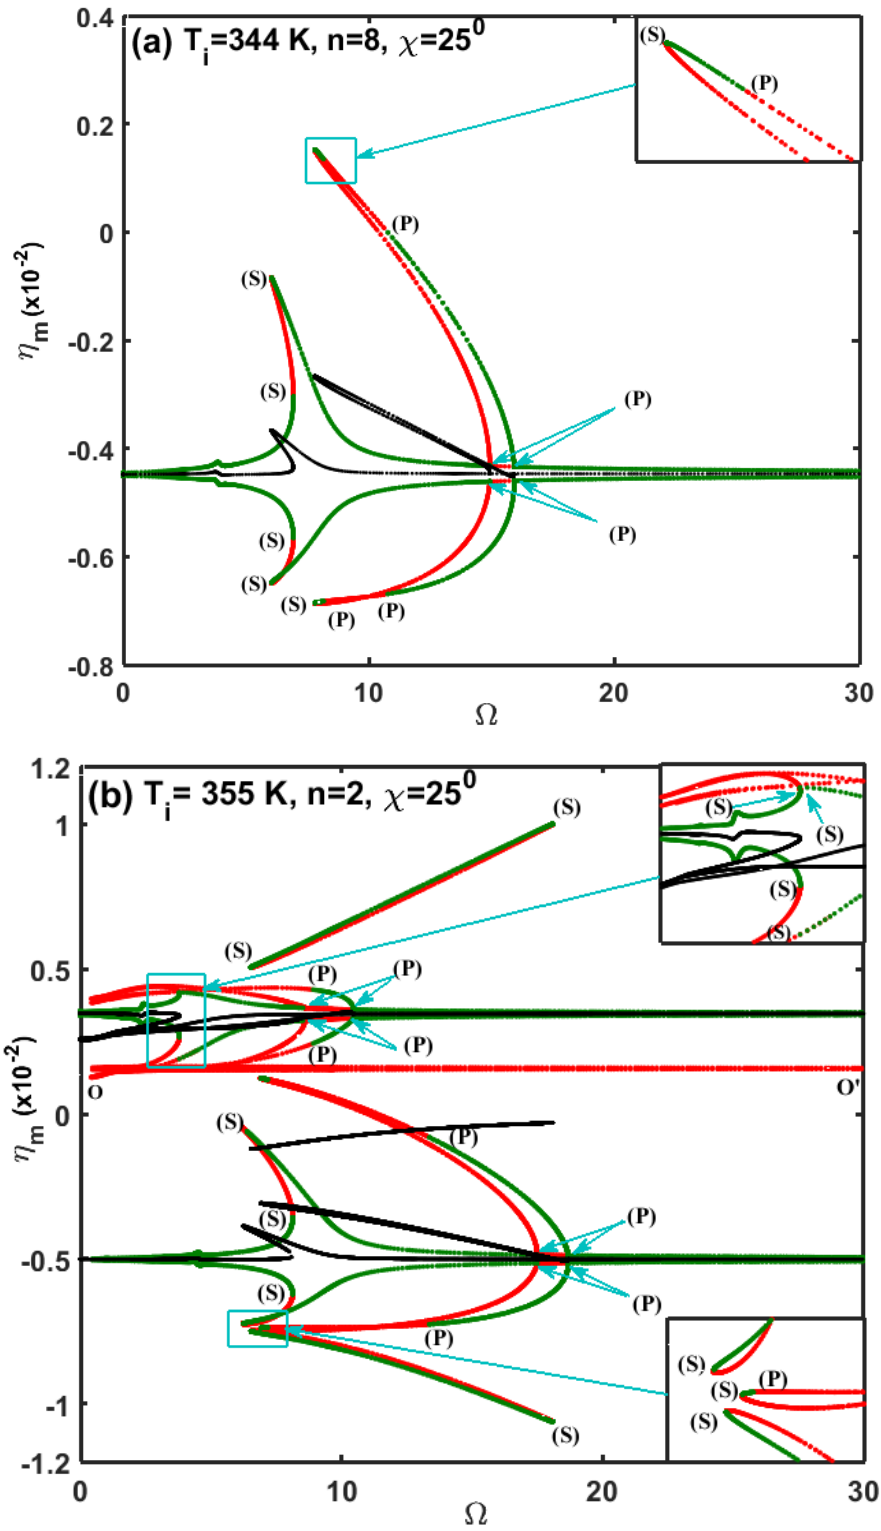 (a) T_i=344 K, n=8, χ=25^0
0.4
0.2
0
-0.2
-0.4
-0.6
-0.8
η_m (x10^-2)
(S)
(P)
(P)
(S)
(S)
(P)
(S)
(P)
(S)
(S)
(P)
(P)
0
10
20
30
Ω
(b) T_i= 355 K, n=2, χ=25^0
1.2
1
0.5
0
-0.5
-1
-1.2
η_m (x10^-2)
(S)
(S)
(S)
(S)
(S)
(S)
(P)
(P)
(P)
(P)
O
O'
(S)
(P)
(S)
(P)
(S)
(P)
(P)
(S)
(S)
(P)
(S)
(S)
0
10
20
30
Ω